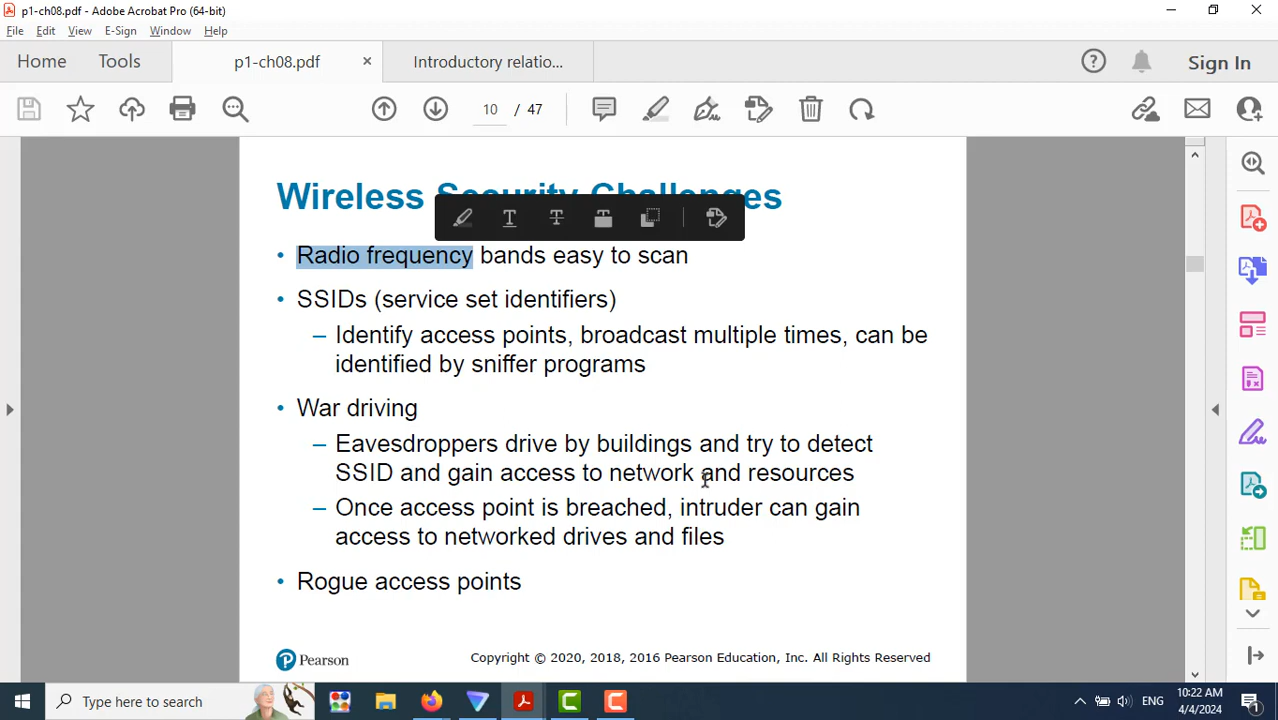 p1-ch08.pdf - Adobe Acrobat Pro (64-bit)
File Edit View E-Sign Window Help
Home Tools p1-ch08.pdf × Introductory relatio... Sign In
10 / 47
Wireless Security Challenges
• Radio frequency bands easy to scan
• SSIDs (service set identifiers)
– Identify access points, broadcast multiple times, can be
identified by sniffer programs
• War driving
– Eavesdroppers drive by buildings and try to detect
SSID and gain access to network and resources
– Once access point is breached, intruder can gain
access to networked drives and files
• Rogue access points
Pearson Copyright © 2020, 2018, 2016 Pearson Education, Inc. All Rights Reserved
Type here to search ENG 10:22 AM
4/4/2024